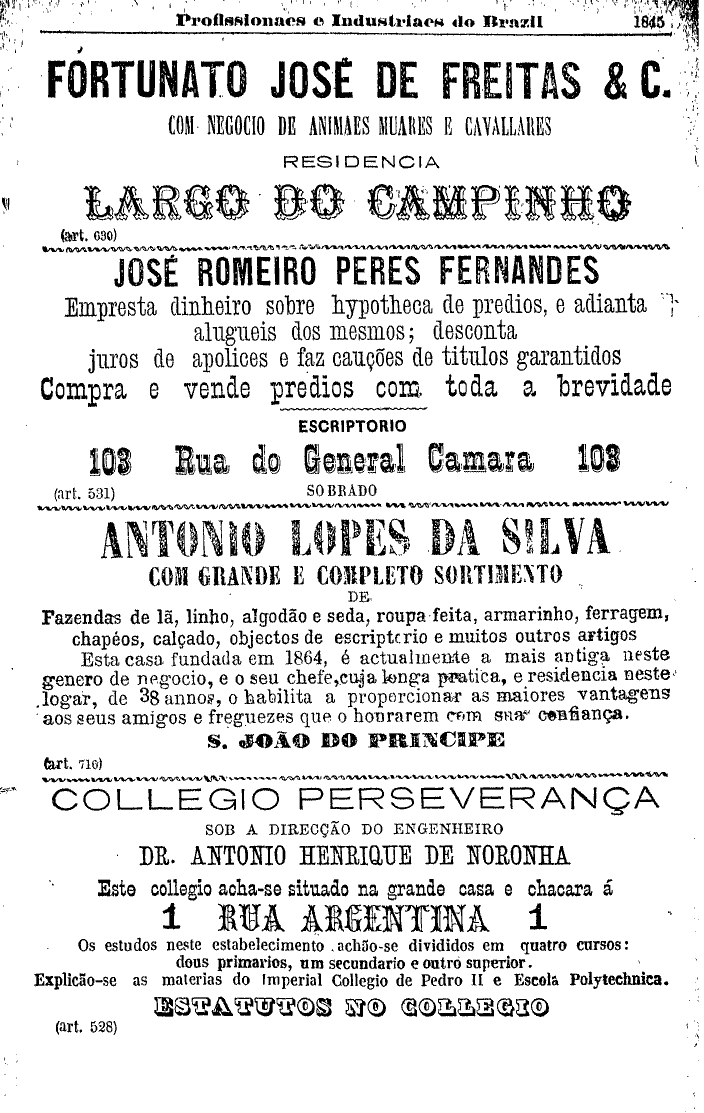 Profissionaes e Industriaes do Brazil 1845
FORTUNATO JOSÉ DE FREITAS & C.
COM NEGOCIO DE ANIMAES MUARES E CAVALLARES
RESIDENCIA
LARGO DO CAMPINHO
(art. 630)
JOSÉ ROMEIRO PERES FERNANDES
Empresta dinheiro sobre hypotheca de predios, e adianta
alugueis dos mesmos; desconta
juros de apolices e faz cauções de titulos garantidos
Compra e vende predios com toda a brevidade
ESCRIPTORIO
103 Rua do General Camara 103
(art. 531) SOBRADO
ANTONIO LOPES DA SILVA
COM GRANDE E COMPLETO SORTIMENTO
DE
Fazendas de lã, linho, algodão e seda, roupa feita, armarinho, ferragem,
chapéos, calçado, objectos de escriptorio e muitos outros artigos
Esta casa fundada em 1864, é actualmente a mais antiga neste
genero de negocio, e o seu chefe, cuja longa pratica, e residencia neste
logar, de 38 annos, o habilita a proporcionar as maiores vantagens
aos seus amigos e freguezes que o honrarem com sua confiança.
S. JOÃO DO PRINCIPE
(art. 710)
COLLEGIO PERSEVERANÇA
SOB A DIRECÇÃO DO ENGENHEIRO
DR. ANTONIO HENRIQUE DE NORONHA
Este collegio acha-se situado na grande casa e chacara á
1 RUA ARGENTINA 1
Os estudos neste estabelecimento achão-se divididos em quatro cursos:
dous primarios, um secundario e outro superior.
Explicão-se as materias do Imperial Collegio de Pedro II e Escola Polytechnica.
ESTATUTOS NO COLLEGIO
(art. 528)